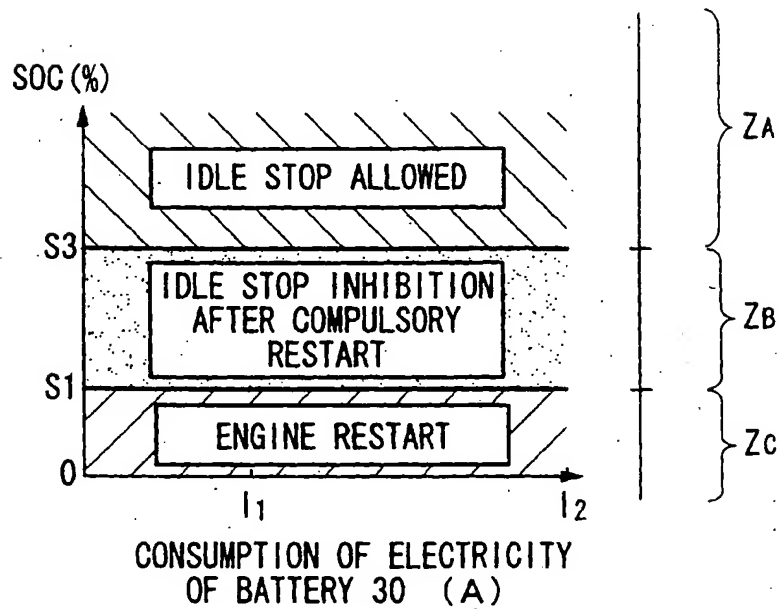 SOC (%)
ZA
IDLE STOP ALLOWED
S3
IDLE STOP INHIBITION
AFTER COMPULSORY
RESTART
ZB
S1
ENGINE RESTART
ZC
0
I1
I2
CONSUMPTION OF ELECTRICITY
OF BATTERY 30 (A)